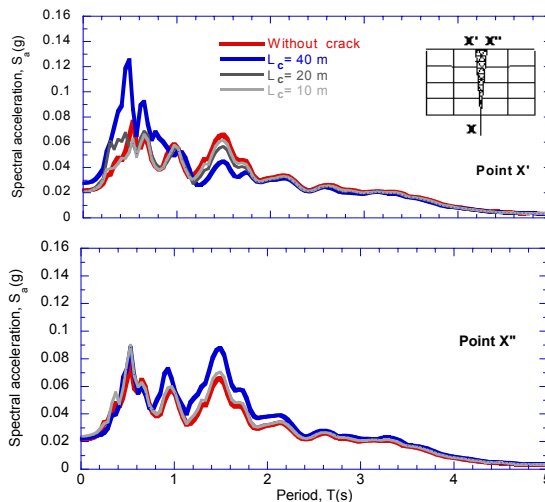 Spectral acceleration, Sa(g)
0.16
0.14
0.12
0.1
0.08
0.06
0.04
0.02
0
Without crack
Lc= 40 m
Lc= 20 m
Lc= 10 m
X' X"
X
Point X'
Spectral acceleration, Sa(g)
0.16
0.14
0.12
0.1
0.08
0.06
0.04
0.02
0
Point X"
0 1 2 3 4 5
Period, T(s)